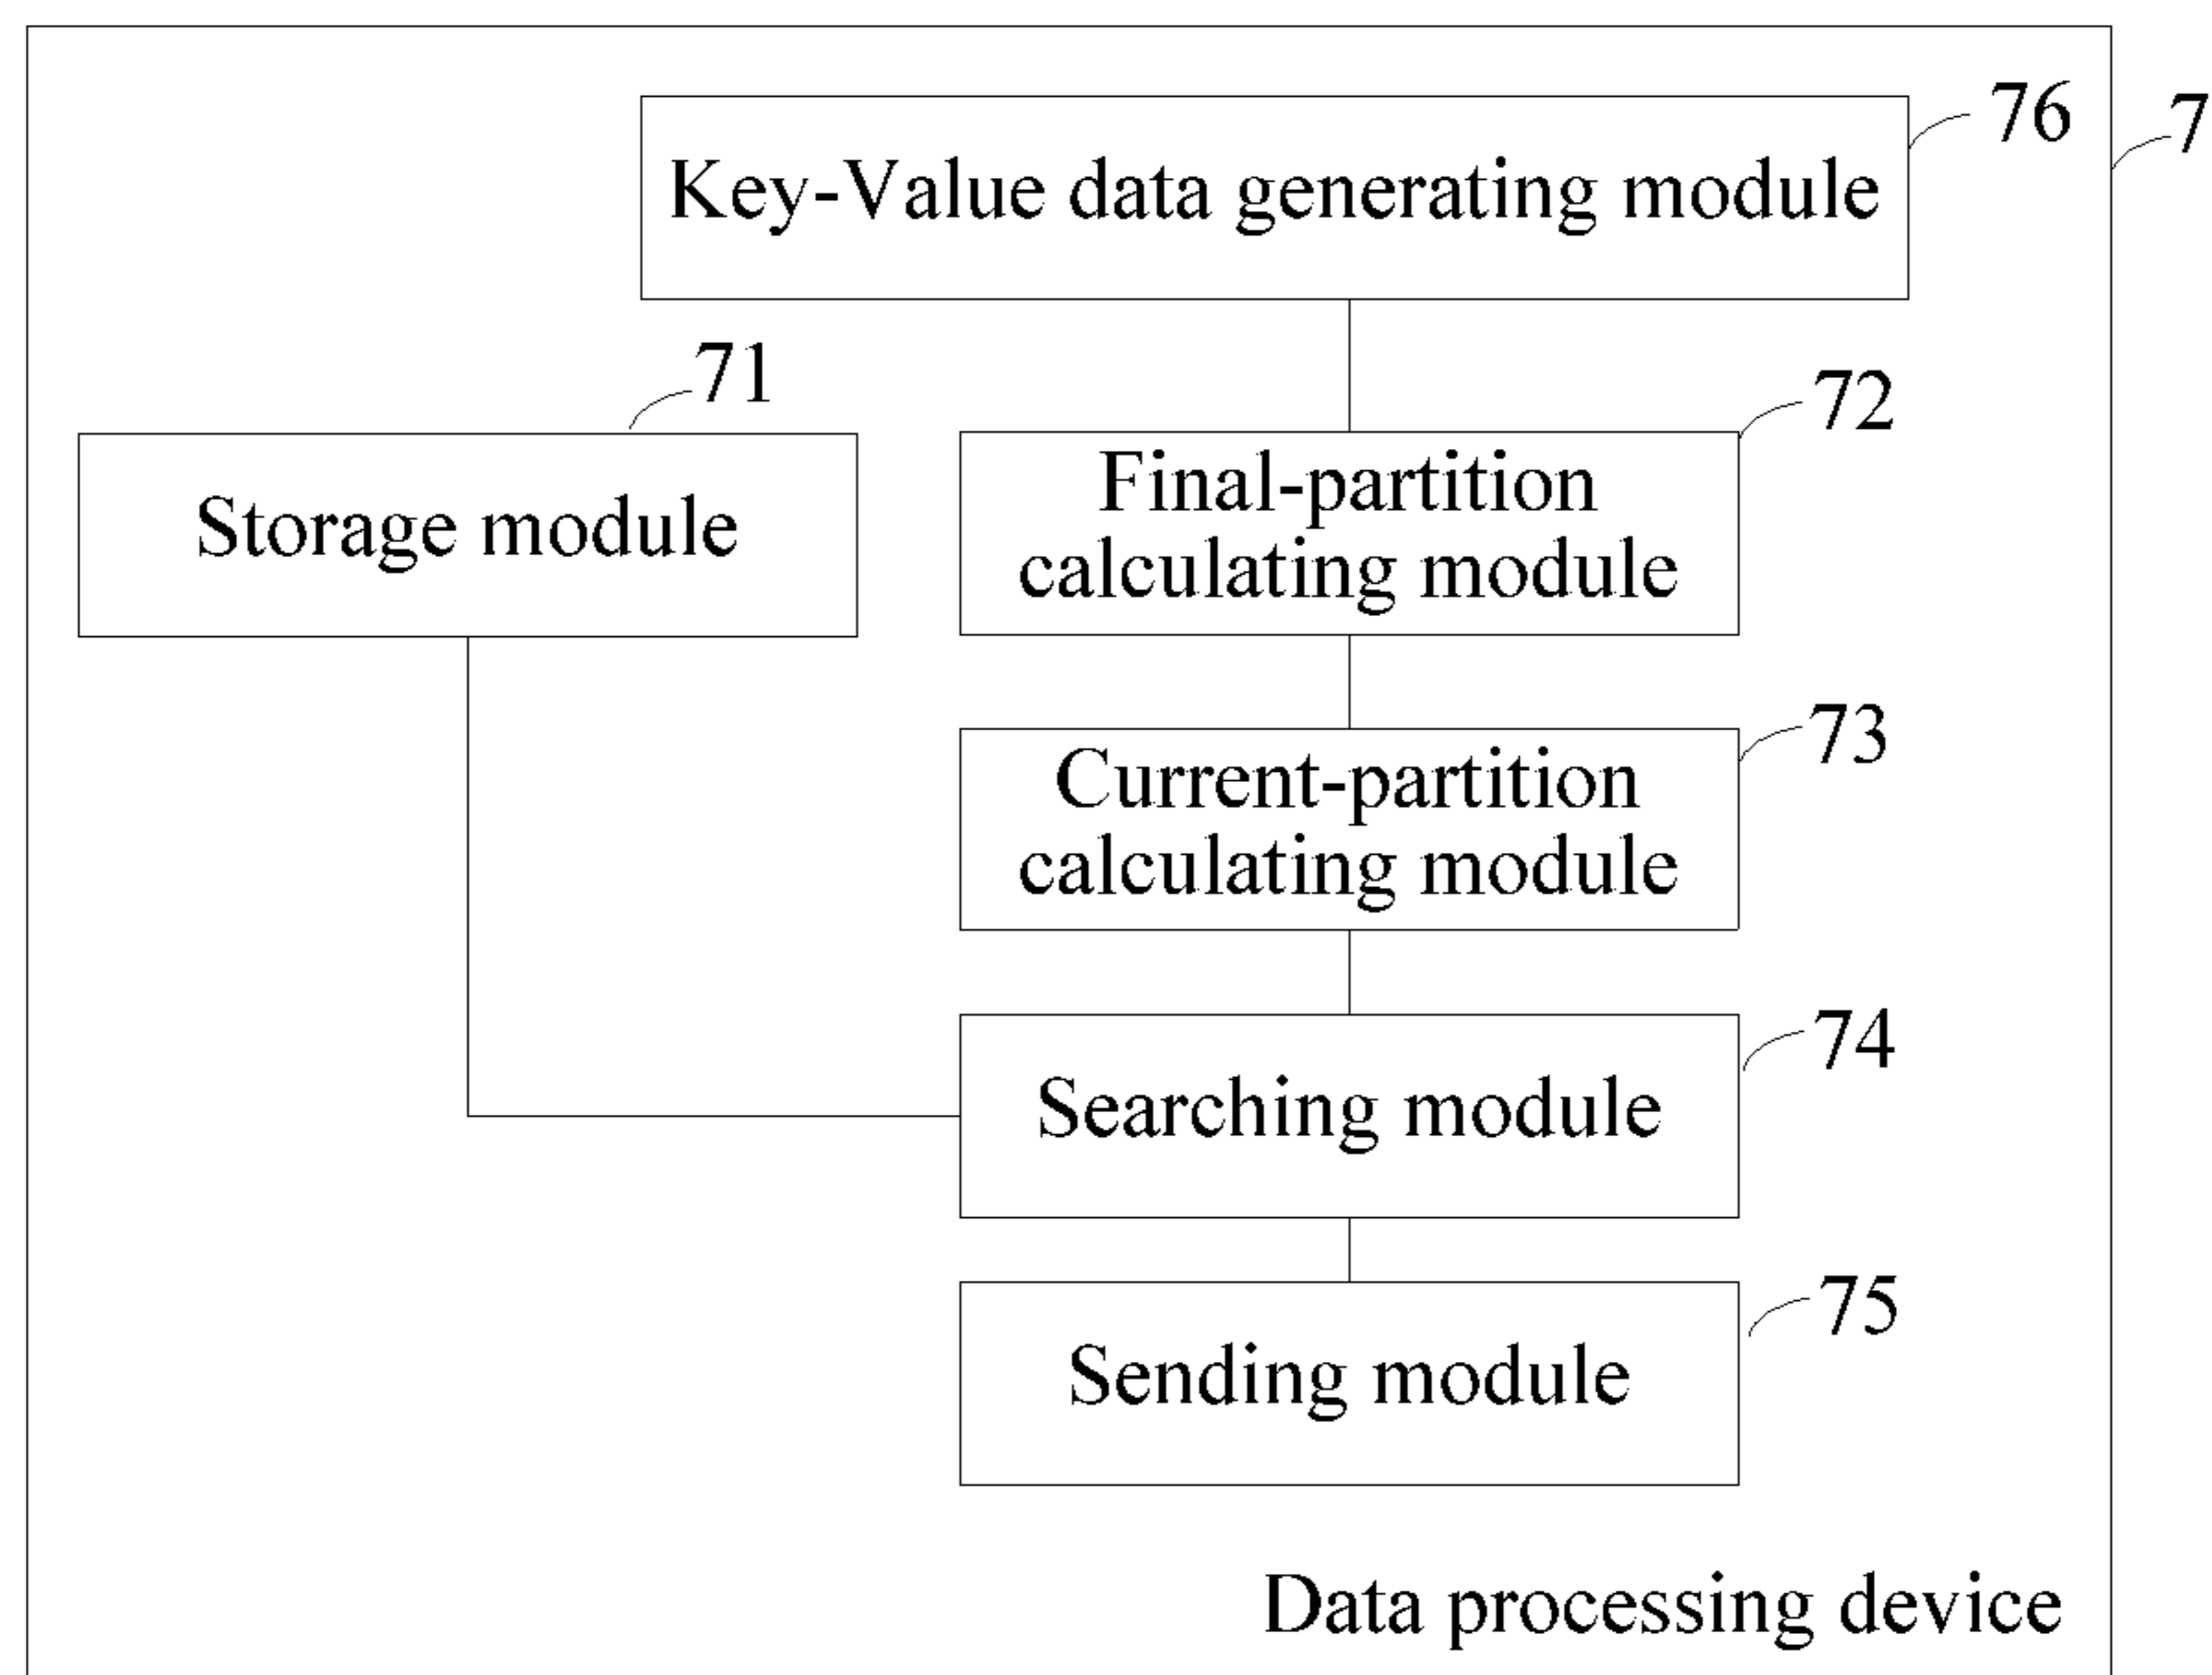 76
7
Key-Value data generating module
71
72
Storage module
Final-partition
calculating module
73
Current-partition
calculating module
74
Searching module
75
Sending module
Data processing device